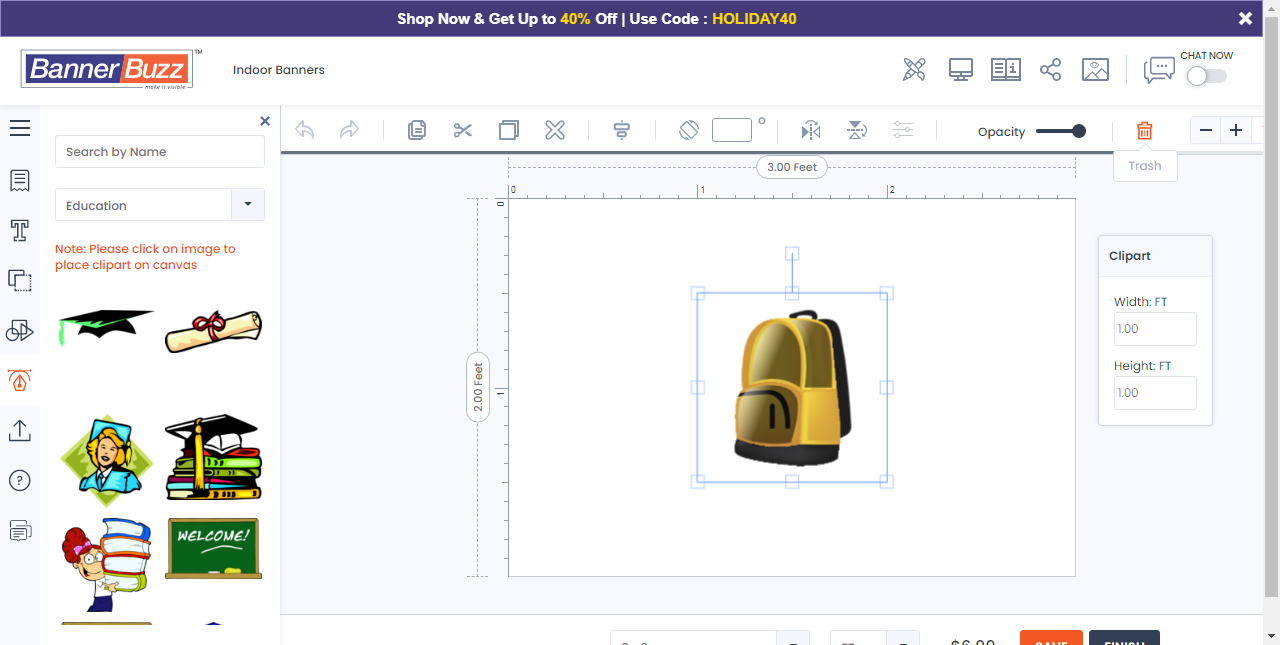 Shop Now & Get Up to 40% Off | Use Code : HOLIDAY40
BannerBuzz™
make it visible
Indoor Banners
CHAT NOW
Search by Name
Education
Note: Please click on image to
place clipart on canvas
WELCOME!
Opacity
Trash
3.00 Feet
0 1 2
0
1
2.00 Feet
Clipart
Width: FT
1.00
Height: FT
1.00